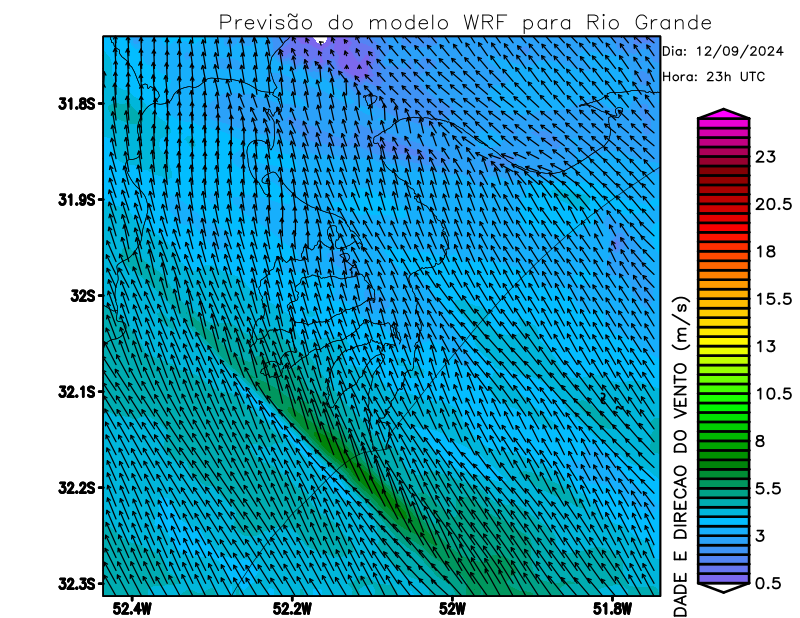 Previsão do modelo WRF para Rio Grande
Dia: 12/09/2024
Hora: 23h UTC
31.8S
31.9S
32S
32.1S
32.2S
32.3S
52.4W
52.2W
52W
51.8W
DADE E DIRECAO DO VENTO (m/s)
23
20.5
18
15.5
13
10.5
8
5.5
3
0.5